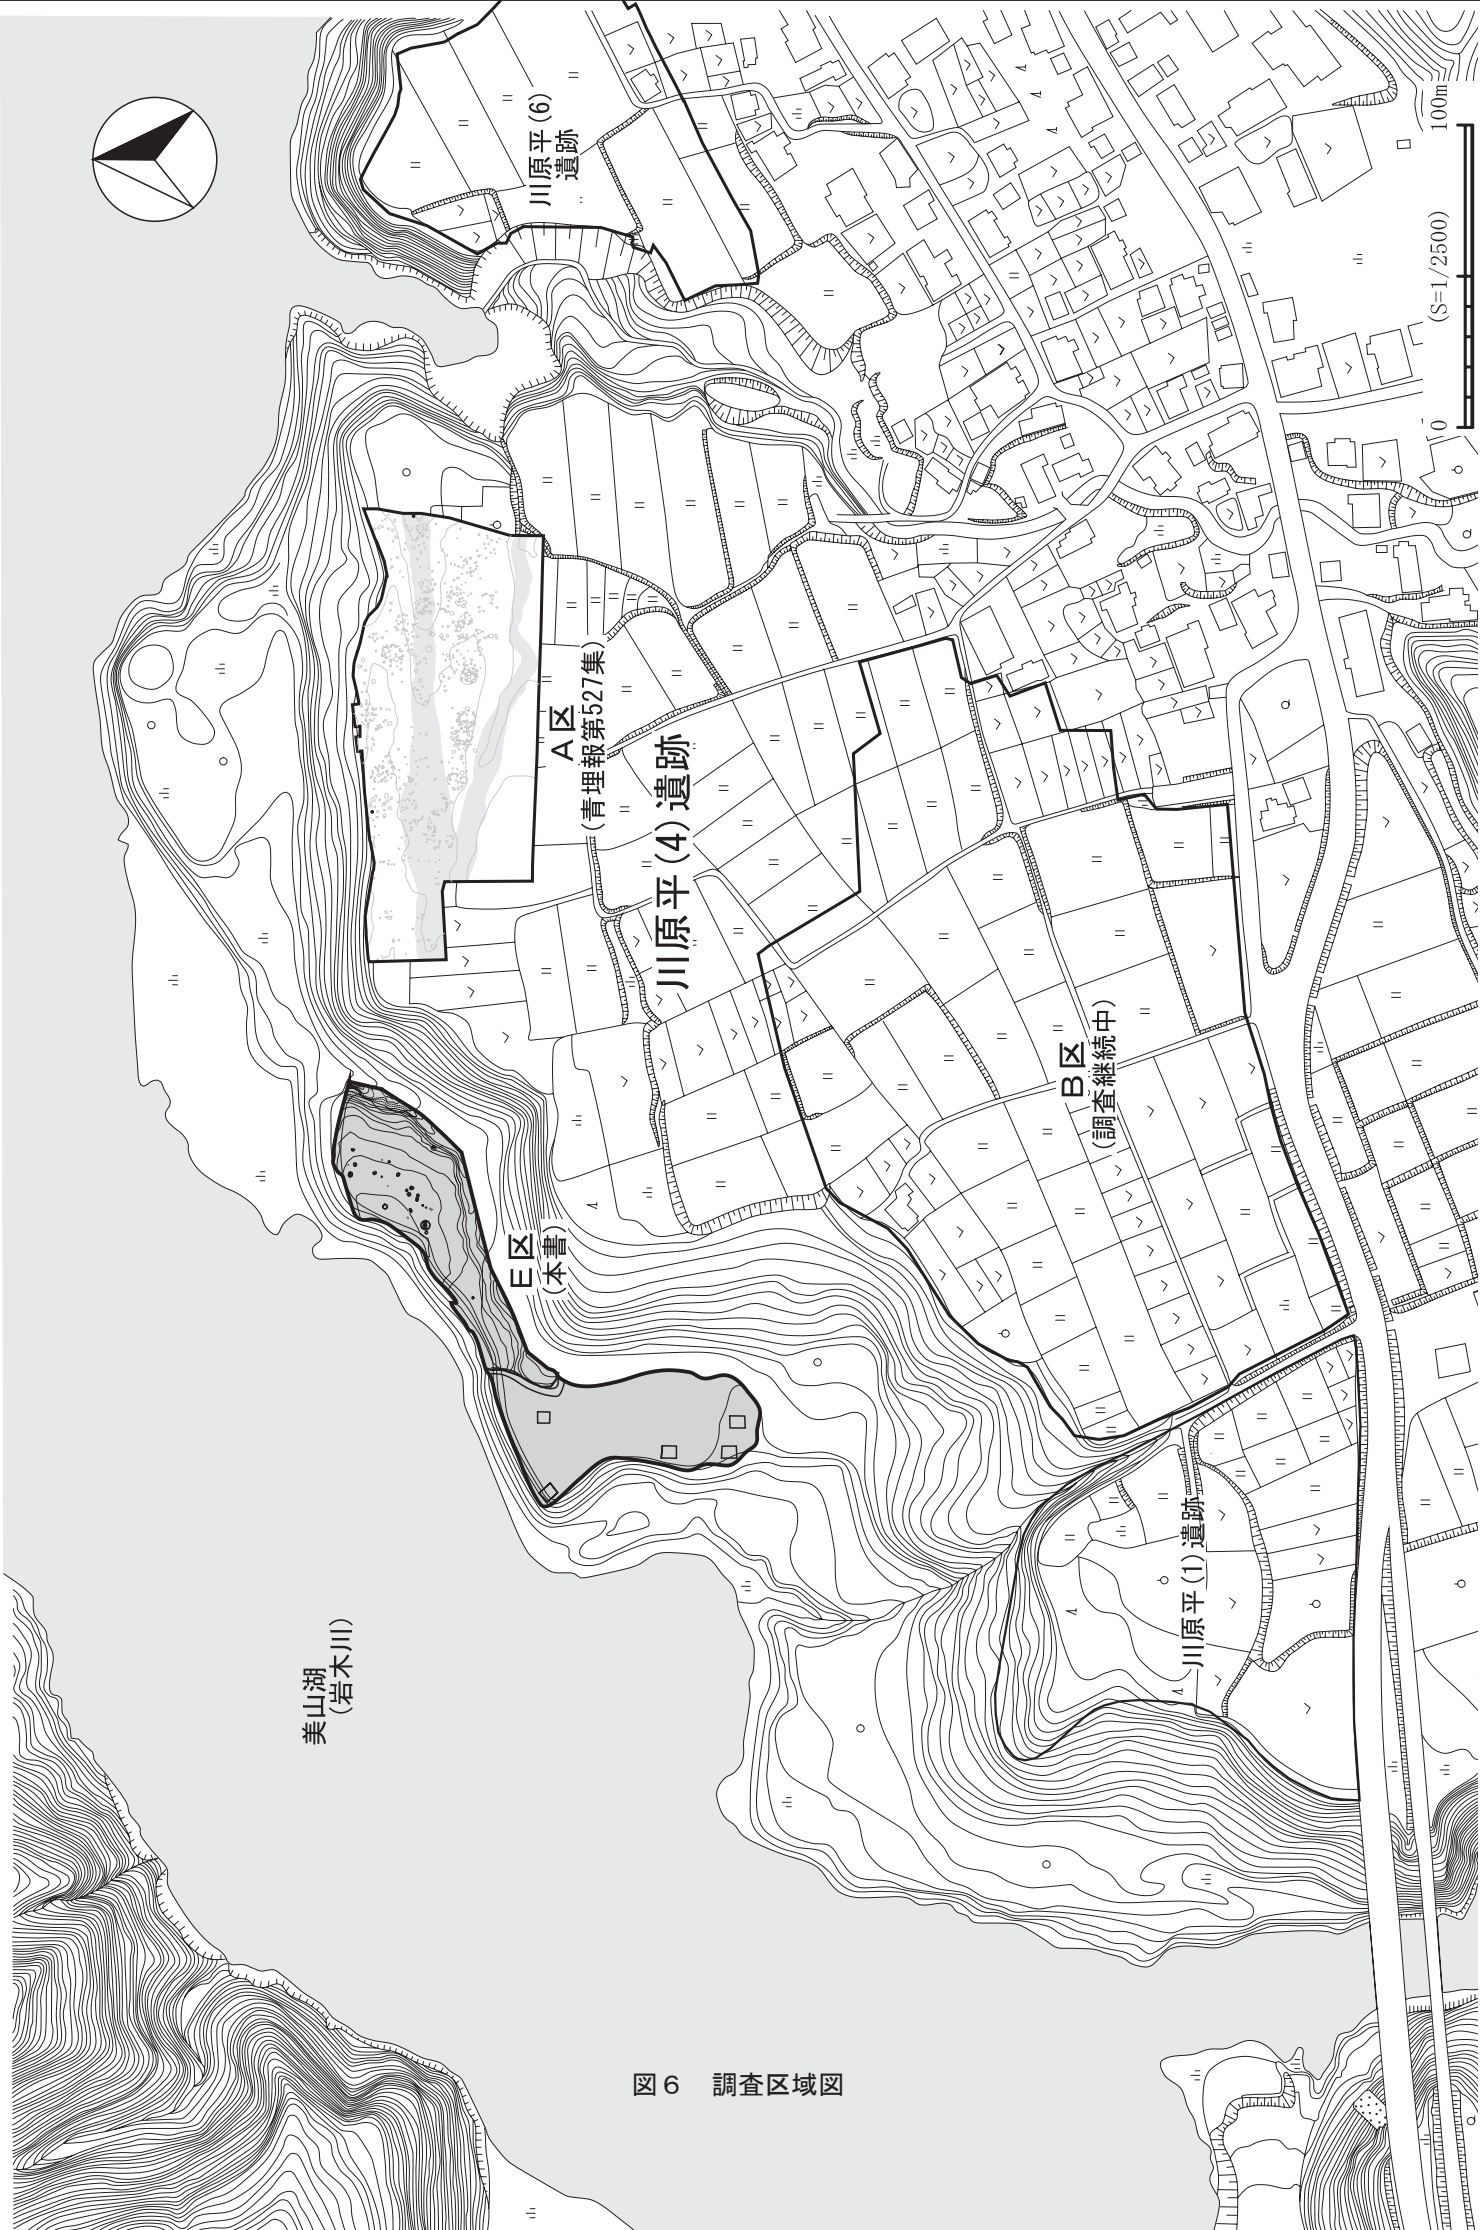 川原平(6)
遺跡
100m
(S=1/2500)
0
A区
(青埋報第527集)
川原平(4)遺跡
B区
(調査継続中)
E区
(本書)
川原平(1)遺跡
美山湖
(岩木川)
図6　調査区域図